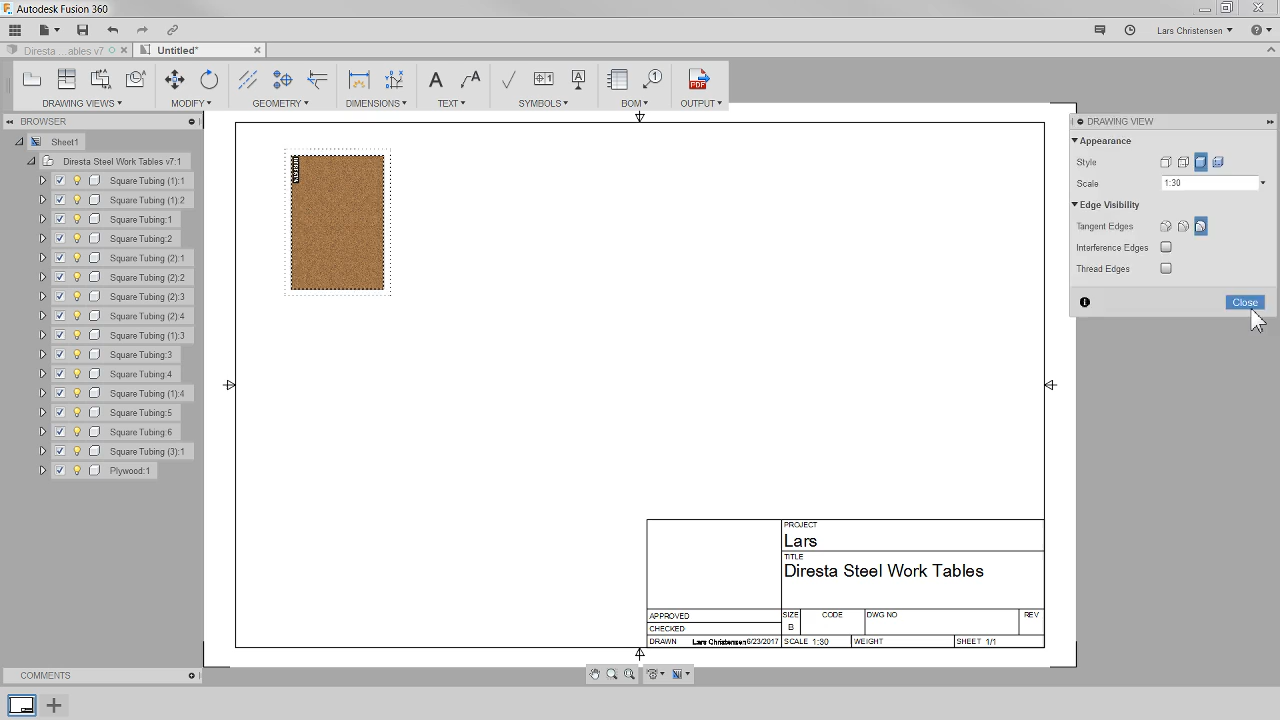 Autodesk Fusion 360
Lars Christensen
Diresta ...ables v7
Untitled*
DRAWING VIEWS
MODIFY
GEOMETRY
DIMENSIONS
TEXT
SYMBOLS
BOM
OUTPUT
PDF
BROWSER
Sheet1
Diresta Steel Work Tables v7:1
Square Tubing (1):1
Square Tubing (1):2
Square Tubing:1
Square Tubing:2
Square Tubing (2):1
Square Tubing (2):2
Square Tubing (2):3
Square Tubing (2):4
Square Tubing (1):3
Square Tubing:3
Square Tubing:4
Square Tubing (1):4
Square Tubing:5
Square Tubing:6
Square Tubing (3):1
Plywood:1
DRAWING VIEW
Appearance
Style
Scale 1:30
Edge Visibility
Tangent Edges
Interference Edges
Thread Edges
Close
PROJECT
Lars
TITLE
Diresta Steel Work Tables
APPROVED
CHECKED
DRAWN Lars Christensen 6/23/2017
SIZE
B
CODE
DWG NO
REV
SCALE 1:30
WEIGHT
SHEET 1/1
COMMENTS